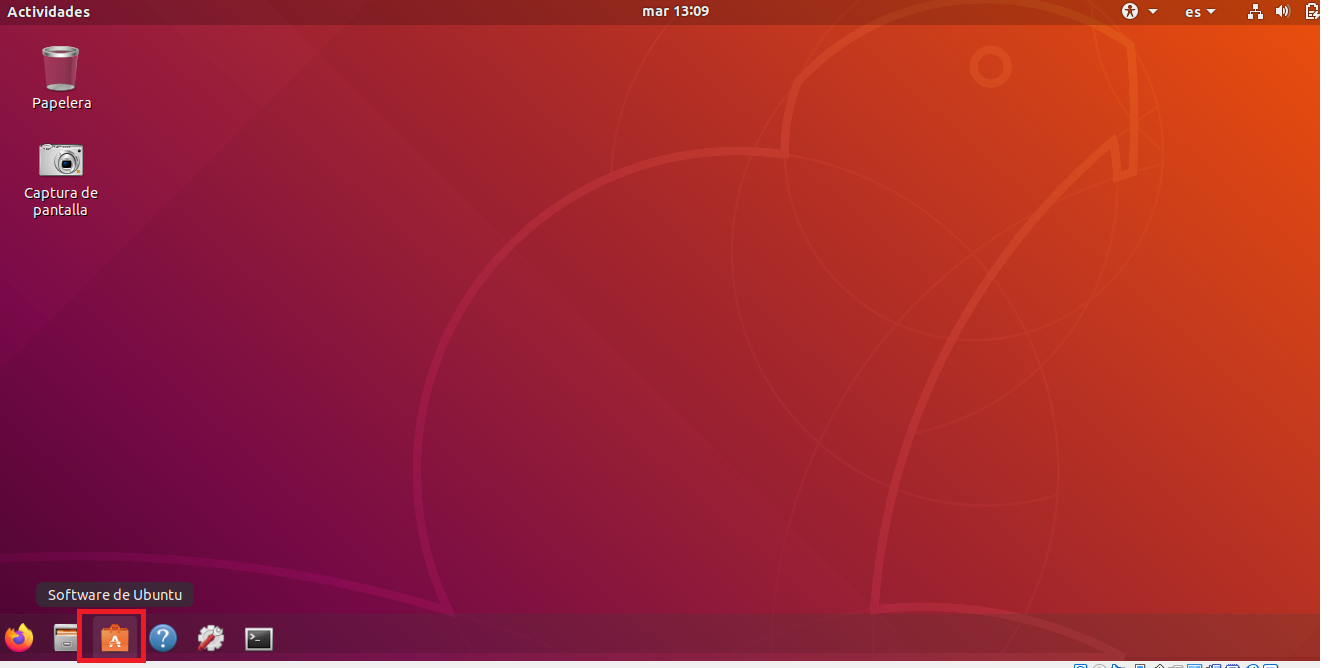 Actividades
mar 13:09
es
Papelera
Captura de
pantalla
Software de Ubuntu